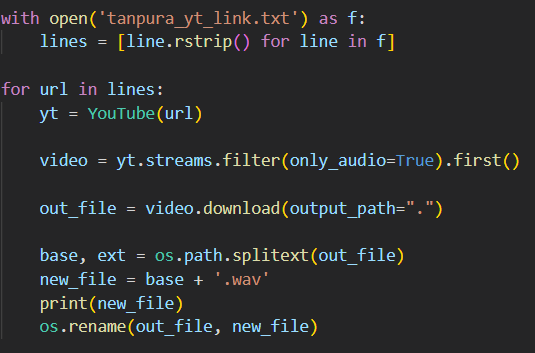 with open('tanpura_yt_link.txt') as f:
    lines = [line.rstrip() for line in f]

for url in lines:
    yt = YouTube(url)

    video = yt.streams.filter(only_audio=True).first()

    out_file = video.download(output_path=".")

    base, ext = os.path.splitext(out_file)
    new_file = base + '.wav'
    print(new_file)
    os.rename(out_file, new_file)